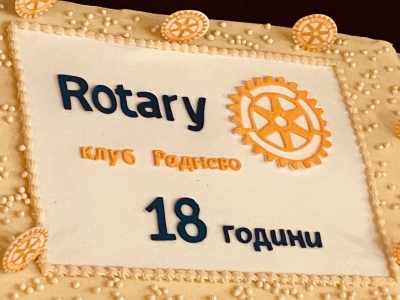 Rotary
клуб Раднево
18 години